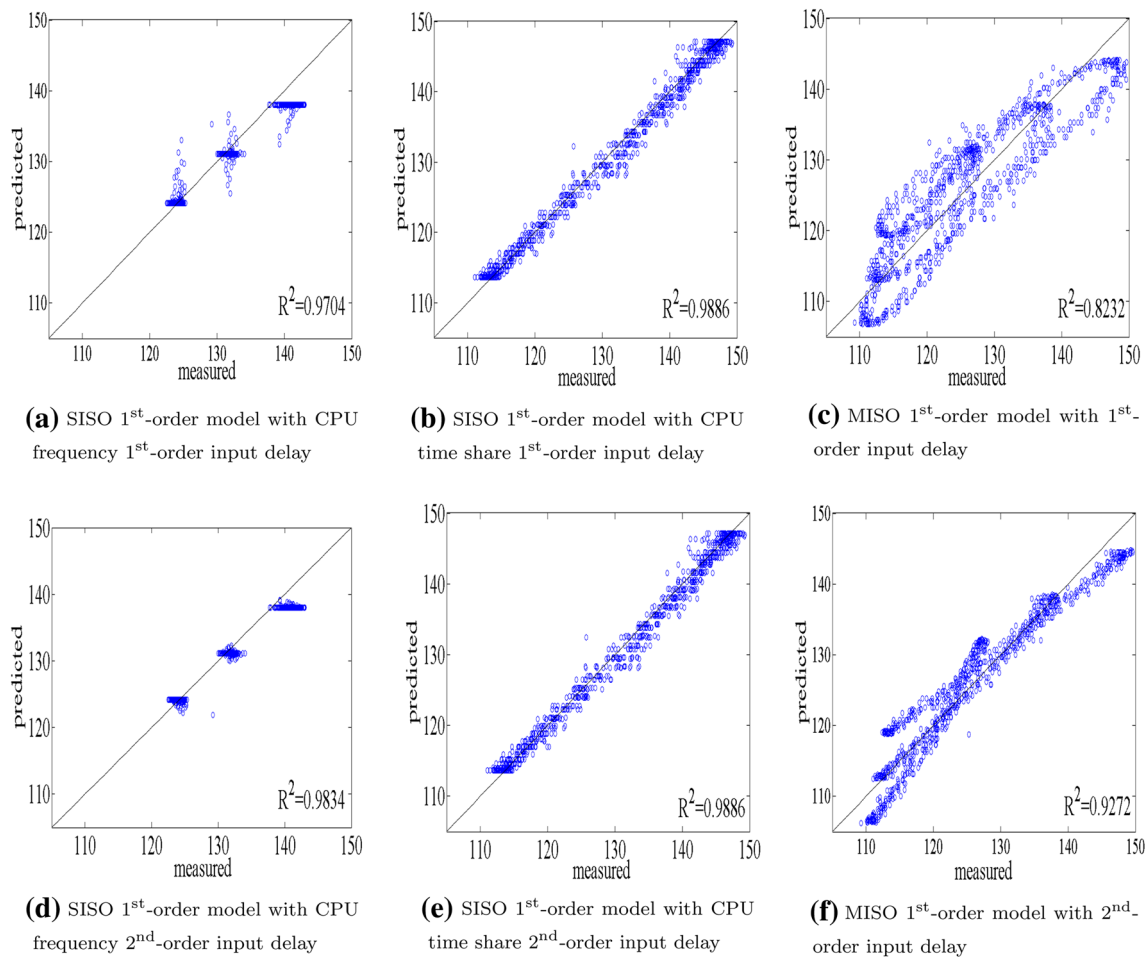 150
140
130
120
110
predicted
R²=0.9704
110 120 130 140 150
measured
(a) SISO 1st-order model with CPU
frequency 1st-order input delay
150
140
130
120
110
predicted
R²=0.9886
110 120 130 140 150
measured
(b) SISO 1st-order model with CPU
time share 1st-order input delay
150
140
130
120
110
predicted
R²=0.8232
110 120 130 140 150
measured
(c) MISO 1st-order model with 1st-
order input delay
150
140
130
120
110
predicted
R²=0.9834
110 120 130 140 150
measured
(d) SISO 1st-order model with CPU
frequency 2nd-order input delay
150
140
130
120
110
predicted
R²=0.9886
110 120 130 140 150
measured
(e) SISO 1st-order model with CPU
time share 2nd-order input delay
150
140
130
120
110
predicted
R²=0.9272
110 120 130 140 150
measured
(f) MISO 1st-order model with 2nd-
order input delay